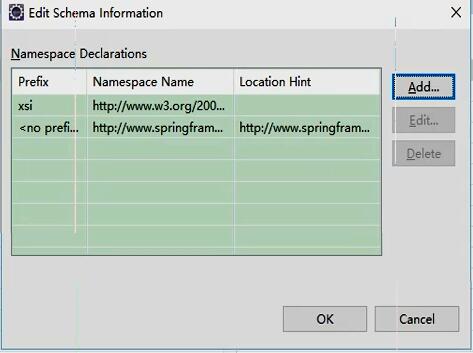 Edit Schema Information
Namespace Declarations
Prefix Namespace Name Location Hint
xsi http://www.w3.org/200...
<no prefi... http://www.springfram... http://www.springfram...
Add...
Edit...
Delete
OK Cancel